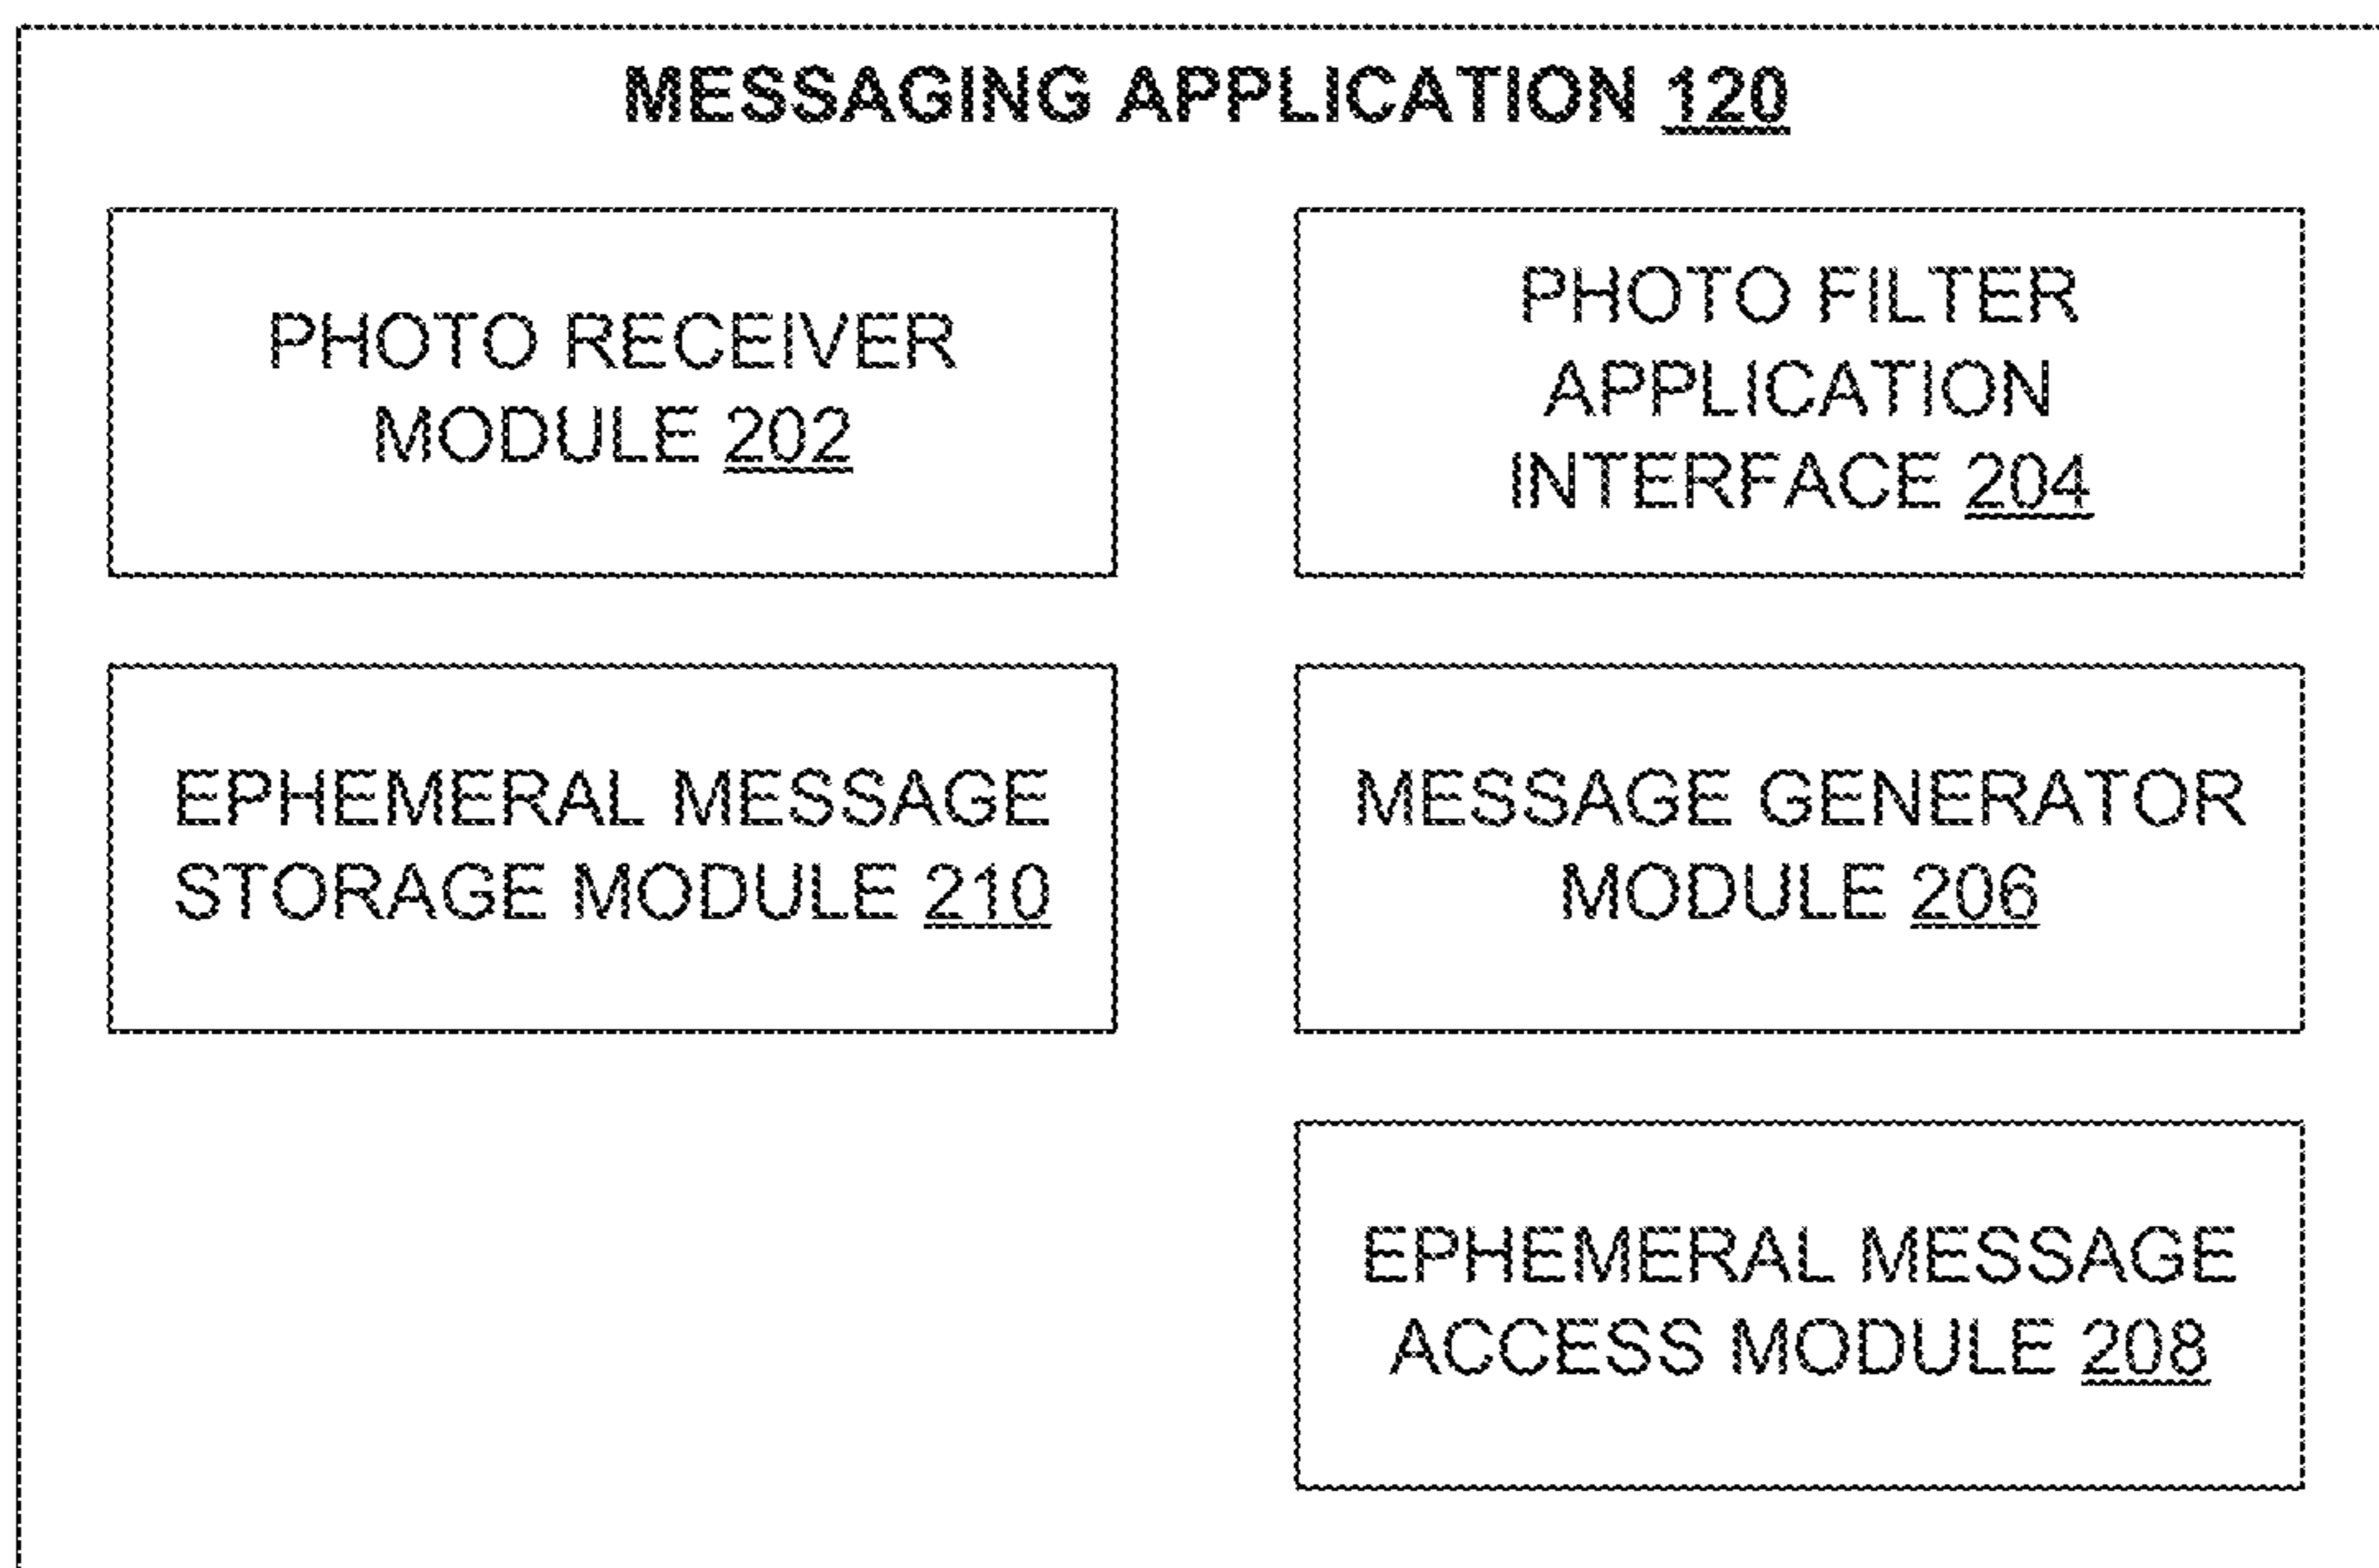 MESSAGING APPLICATION 120
PHOTO RECEIVER
MODULE 202
PHOTO FILTER
APPLICATION
INTERFACE 204
EPHEMERAL MESSAGE
STORAGE MODULE 210
MESSAGE GENERATOR
MODULE 206
EPHEMERAL MESSAGE
ACCESS MODULE 208